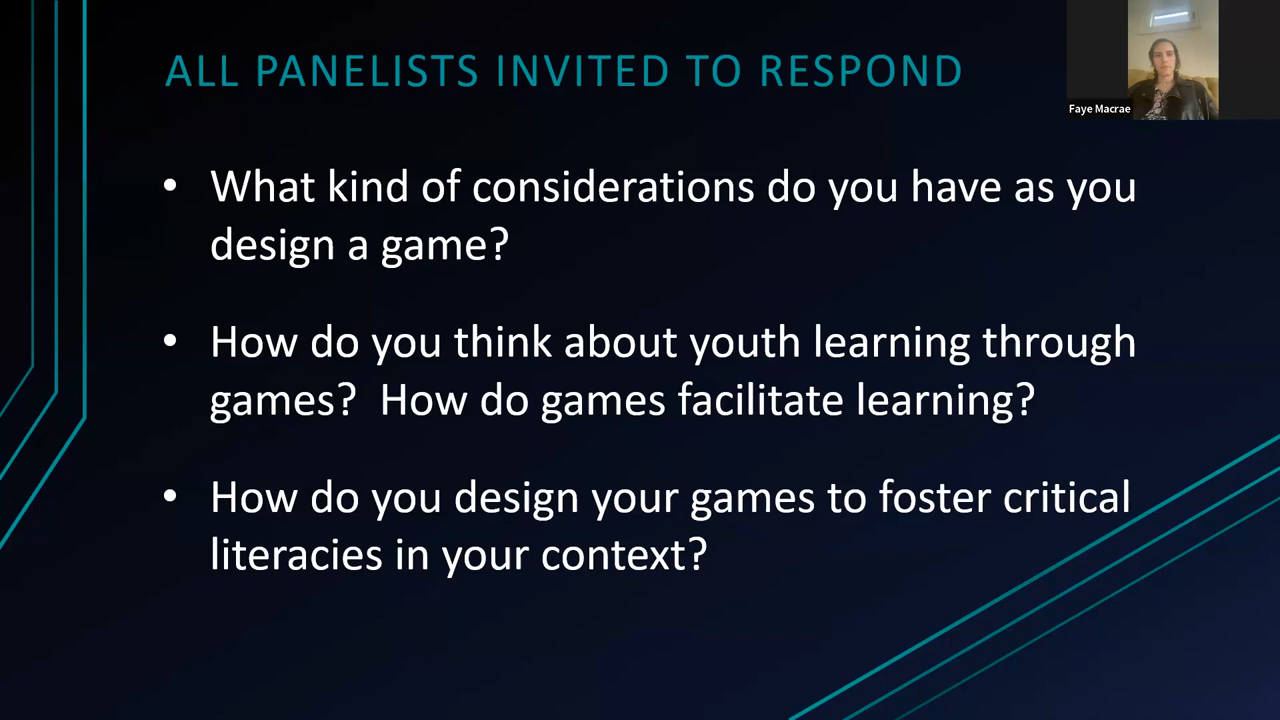 ALL PANELISTS INVITED TO RESPOND
Faye Macrae
• What kind of considerations do you have as you
design a game?
• How do you think about youth learning through
games?  How do games facilitate learning?
• How do you design your games to foster critical
literacies in your context?